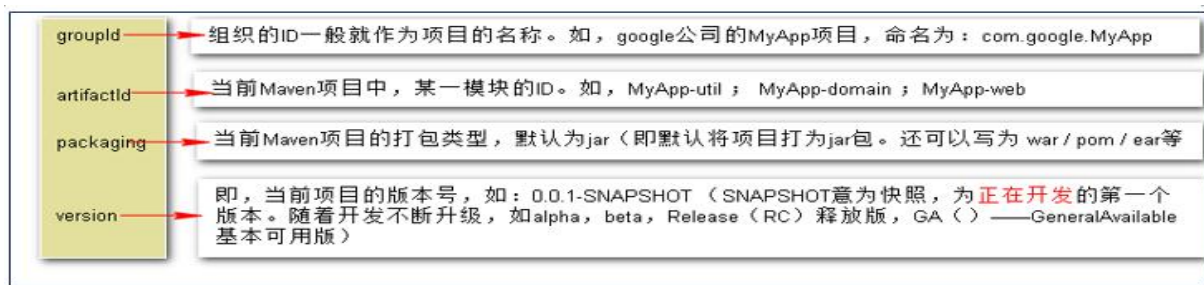 groupId 组织的ID一般就作为项目的名称。如，google公司的MyApp项目，命名为：com.google.MyApp
artifactId 当前Maven项目中，某一模块的ID。如，MyApp-util ； MyApp-domain ；MyApp-web
packaging 当前Maven项目的打包类型，默认为jar（即默认将项目打为jar包。还可以写为 war / pom / ear等
version 即，当前项目的版本号，如：0.0.1-SNAPSHOT （SNAPSHOT意为快照，为正在开发的第一个
版本。随着开发不断升级，如alpha，beta，Release（RC）释放版，GA（）——GeneralAvailable
基本可用版）